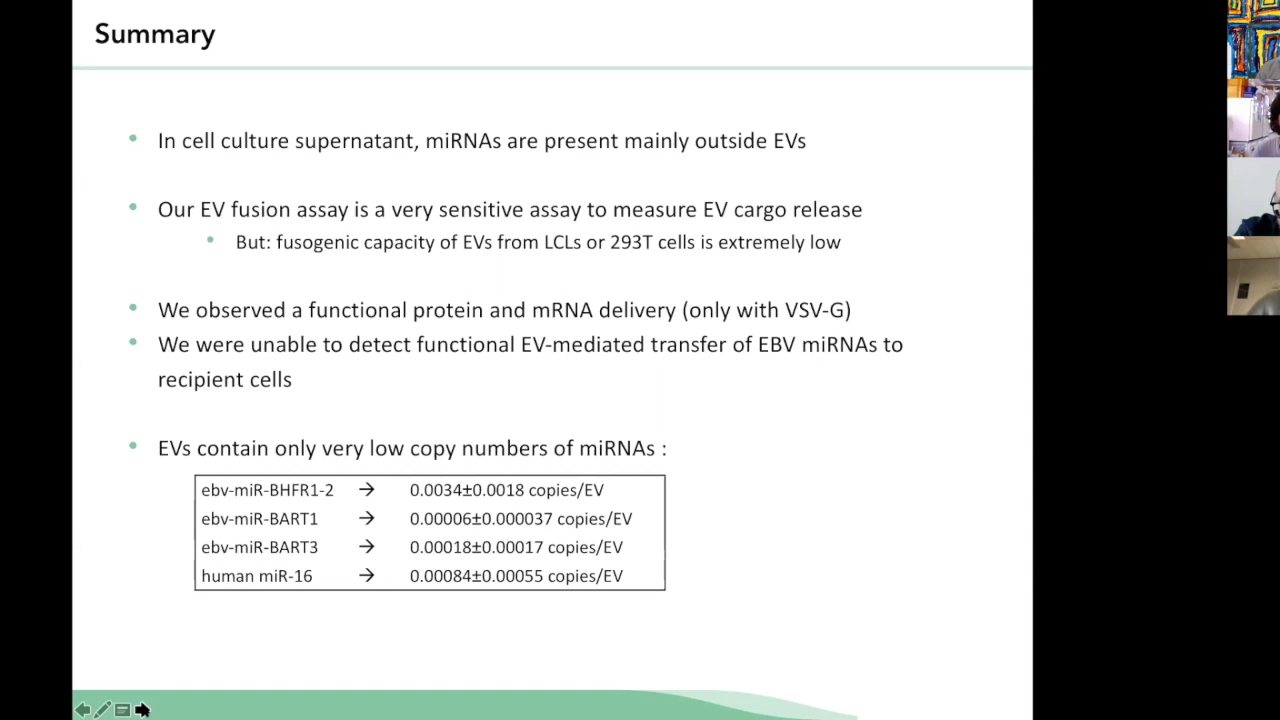 Summary
In cell culture supernatant, miRNAs are present mainly outside EVs
Our EV fusion assay is a very sensitive assay to measure EV cargo release
But: fusogenic capacity of EVs from LCLs or 293T cells is extremely low
We observed a functional protein and mRNA delivery (only with VSV-G)
We were unable to detect functional EV-mediated transfer of EBV miRNAs to
recipient cells
EVs contain only very low copy numbers of miRNAs :
ebv-miR-BHFR1-2 → 0.0034±0.0018 copies/EV
ebv-miR-BART1 → 0.00006±0.000037 copies/EV
ebv-miR-BART3 → 0.00018±0.00017 copies/EV
human miR-16 → 0.00084±0.00055 copies/EV